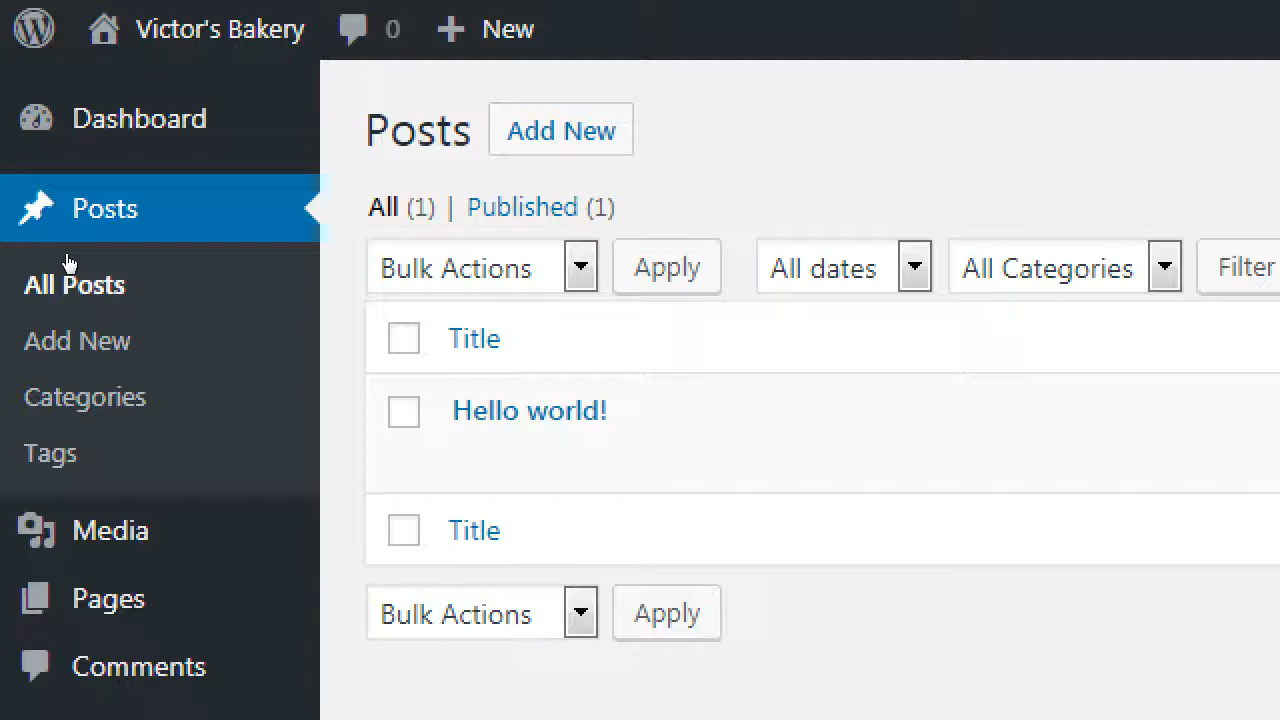 Victor's Bakery 0 New
Dashboard
Posts
All Posts
Add New
Categories
Tags
Media
Pages
Comments
Posts Add New
All (1) | Published (1)
Bulk Actions Apply All dates All Categories Filter
Title
Hello world!
Title
Bulk Actions Apply